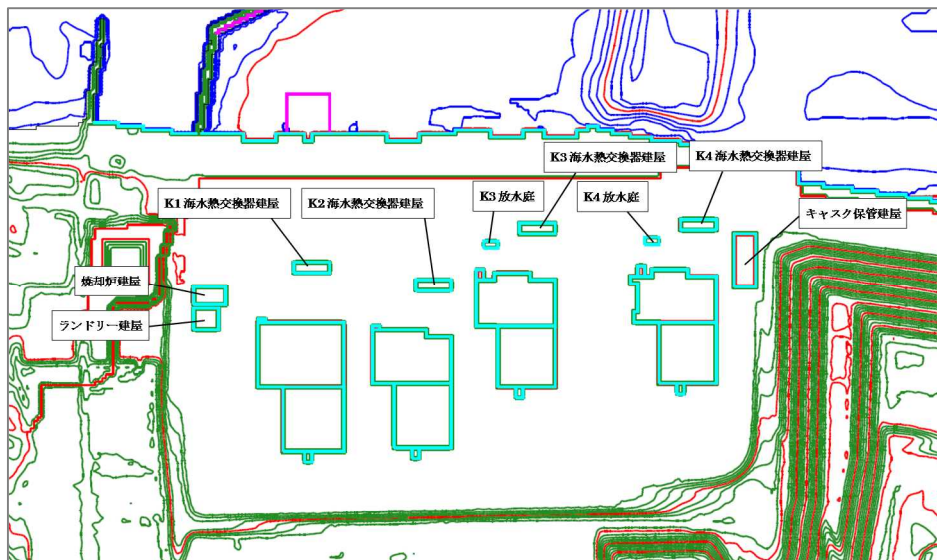 K3 海水熱交換器建屋
K4 海水熱交換器建屋
K1 海水熱交換器建屋
K2 海水熱交換器建屋
K3 放水庭
K4 放水庭
キャスク保管建屋
焼却炉建屋
ランドリー建屋